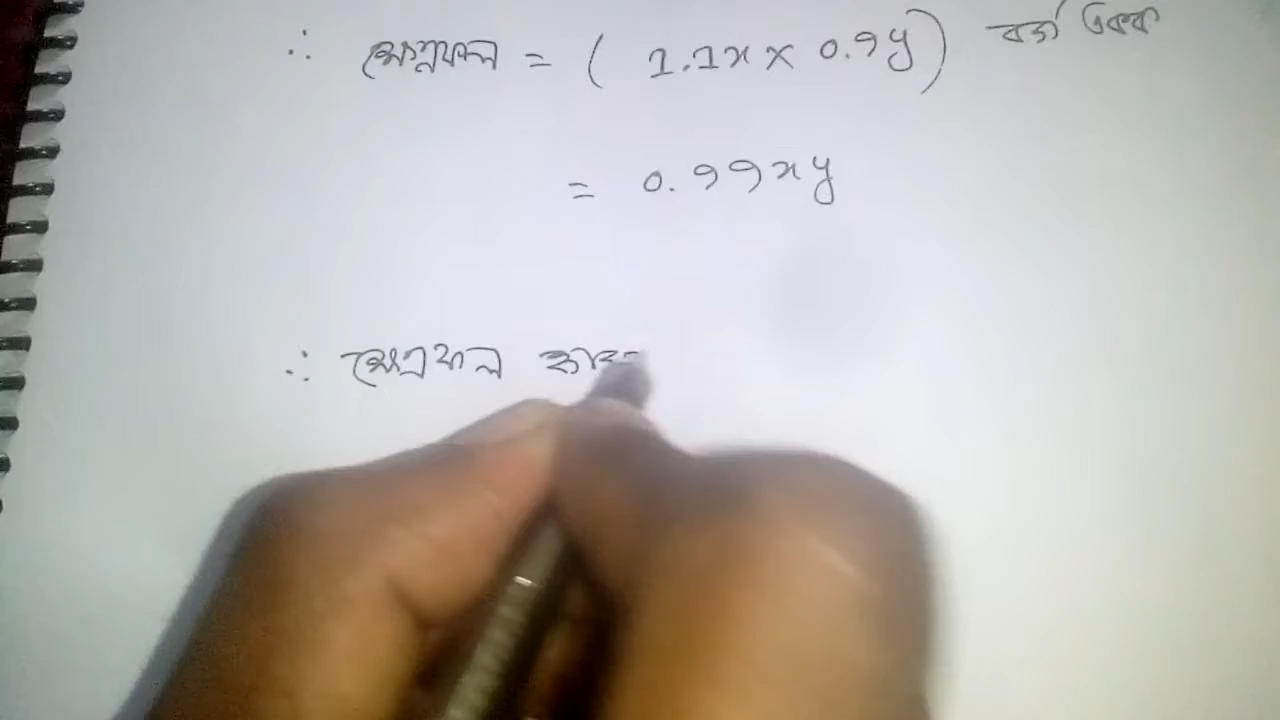 ∴ ক্ষেত্রফল = ( 1.1x × 0.9y ) বর্গ একক
= 0.99xy
∴ ক্ষেত্রফল